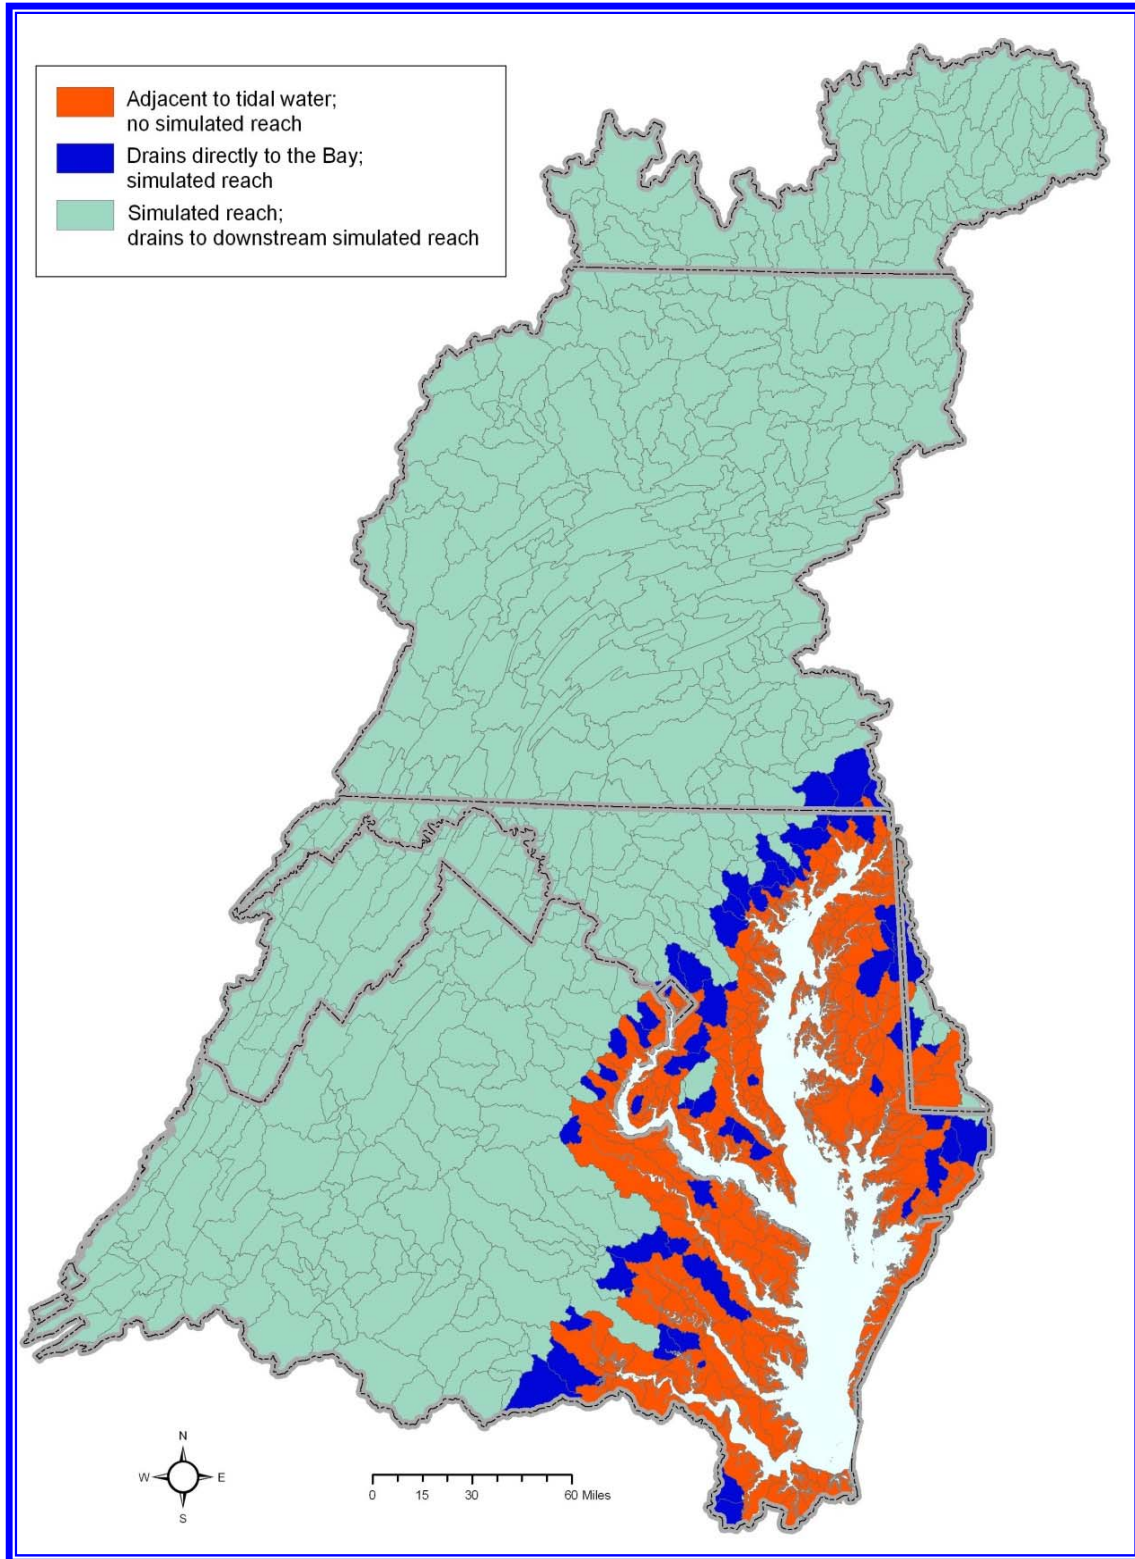 Adjacent to tidal water;
no simulated reach
Drains directly to the Bay;
simulated reach
Simulated reach;
drains to downstream simulated reach
N
W E
S
0 15 30 60 Miles